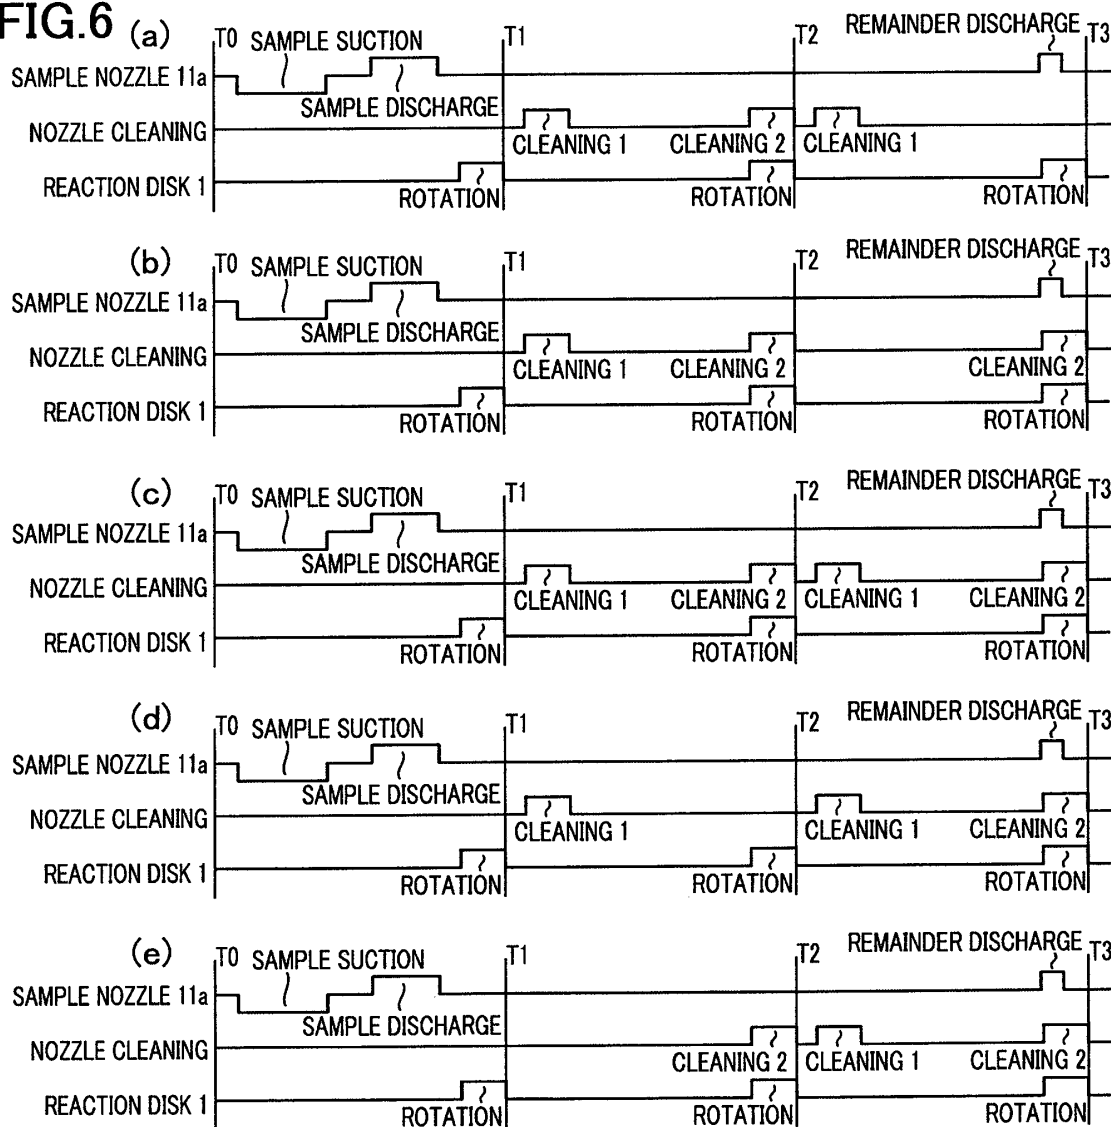 FIG.6
(a)
T0 SAMPLE SUCTION T1 T2 REMAINDER DISCHARGE T3
SAMPLE NOZZLE 11a
SAMPLE DISCHARGE
NOZZLE CLEANING
CLEANING 1 CLEANING 2 CLEANING 1
REACTION DISK 1
ROTATION ROTATION ROTATION
(b)
T0 SAMPLE SUCTION T1 T2 REMAINDER DISCHARGE T3
SAMPLE NOZZLE 11a
SAMPLE DISCHARGE
NOZZLE CLEANING
CLEANING 1 CLEANING 2 CLEANING 2
REACTION DISK 1
ROTATION ROTATION ROTATION
(c)
T0 SAMPLE SUCTION T1 T2 REMAINDER DISCHARGE T3
SAMPLE NOZZLE 11a
SAMPLE DISCHARGE
NOZZLE CLEANING
CLEANING 1 CLEANING 2 CLEANING 1 CLEANING 2
REACTION DISK 1
ROTATION ROTATION ROTATION
(d)
T0 SAMPLE SUCTION T1 T2 REMAINDER DISCHARGE T3
SAMPLE NOZZLE 11a
SAMPLE DISCHARGE
NOZZLE CLEANING
CLEANING 1 CLEANING 1 CLEANING 2
REACTION DISK 1
ROTATION ROTATION ROTATION
(e)
T0 SAMPLE SUCTION T1 T2 REMAINDER DISCHARGE T3
SAMPLE NOZZLE 11a
SAMPLE DISCHARGE
NOZZLE CLEANING
CLEANING 2 CLEANING 1 CLEANING 2
REACTION DISK 1
ROTATION ROTATION ROTATION